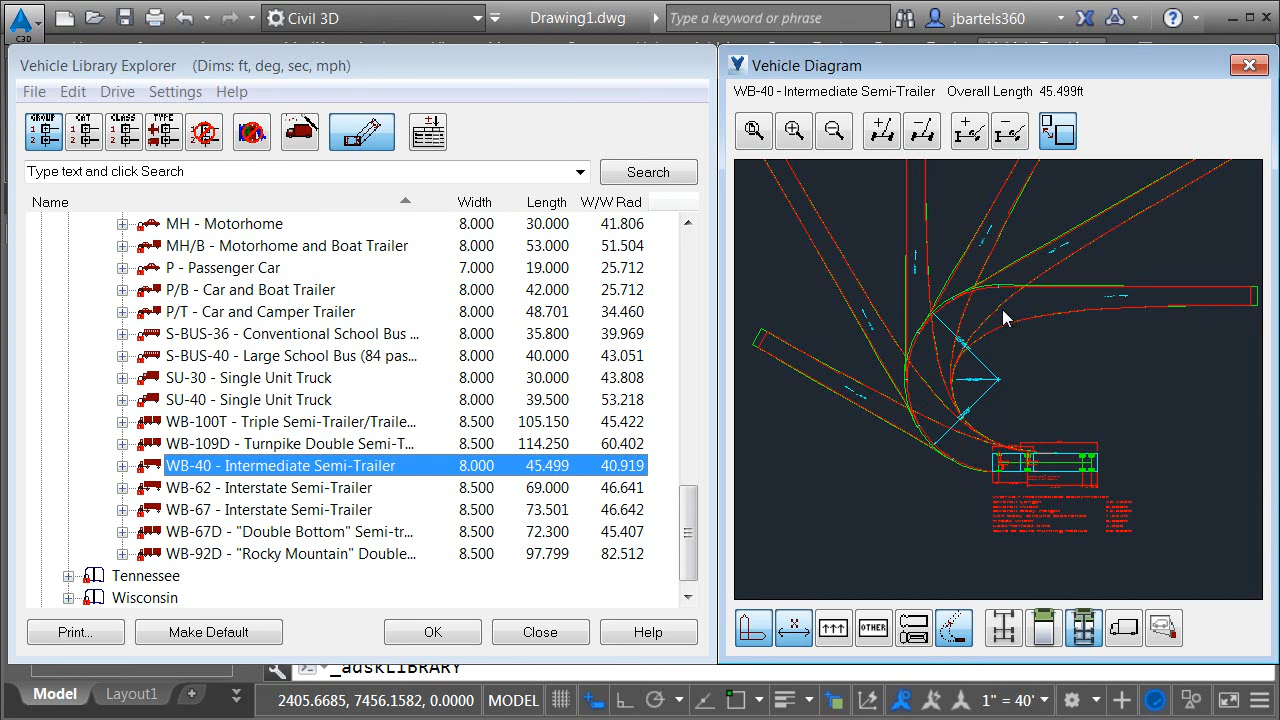 Civil 3D
Drawing1.dwg
Type a keyword or phrase
jbartels360
C3D
Vehicle Library Explorer (Dims: ft, deg, sec, mph)
File Edit Drive Settings Help
GROUP CAT CLASS TYPE
Type text and click Search
Search
Name Width Length W/W Rad
MH - Motorhome 8.000 30.000 41.806
MH/B - Motorhome and Boat Trailer 8.000 53.000 51.504
P - Passenger Car 7.000 19.000 25.712
P/B - Car and Boat Trailer 8.000 42.000 25.712
P/T - Car and Camper Trailer 8.000 48.701 34.460
S-BUS-36 - Conventional School Bus ... 8.000 35.800 39.969
S-BUS-40 - Large School Bus (84 pas... 8.000 40.000 43.051
SU-30 - Single Unit Truck 8.000 30.000 43.808
SU-40 - Single Unit Truck 8.000 39.500 53.218
WB-100T - Triple Semi-Trailer/Traile... 8.500 105.150 45.422
WB-109D - Turnpike Double Semi-T... 8.500 114.250 60.402
WB-40 - Intermediate Semi-Trailer 8.000 45.499 40.919
WB-62 - Interstate Semi-Trailer 8.500 69.000 45.641
WB-67 - Interstate Semi-Trailer 8.500 73.501 46.642
WB-67D - "Double Bottom" Semi-tr...
WB-92D - "Rocky Mountain" Double... 8.500 97.799 82.512
Tennessee
Wisconsin
Print... Make Default OK Close Help
Vehicle Diagram
WB-40 - Intermediate Semi-Trailer Overall Length 45.499ft
OTHER
_adskLIBRARY
Model Layout1
2405.6685, 7456.1582, 0.0000 MODEL 1" = 40'